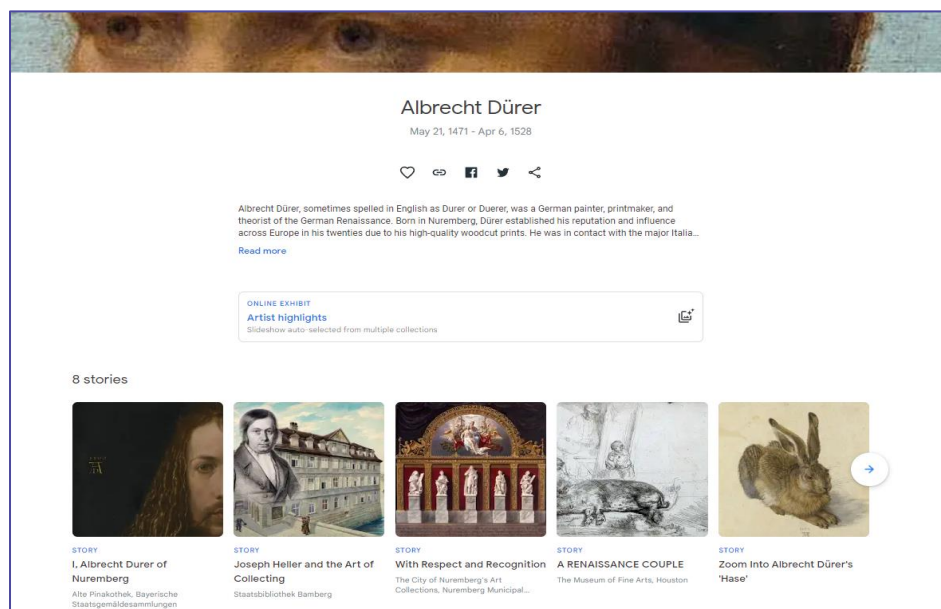 Albrecht Dürer
May 21, 1471 - Apr 6, 1528
Albrecht Dürer, sometimes spelled in English as Durer or Duerer, was a German painter, printmaker, and
theorist of the German Renaissance. Born in Nuremberg, Dürer established his reputation and influence
across Europe in his twenties due to his high-quality woodcut prints. He was in contact with the major Italia...
Read more
ONLINE EXHIBIT
Artist highlights
Slideshow auto-selected from multiple collections
8 stories
STORY
I, Albrecht Durer of
Nuremberg
Alte Pinakothek, Bayerische
Staatsgemäldesammlungen
STORY
Joseph Heller and the Art of
Collecting
Staatsbibliothek Bamberg
STORY
With Respect and Recognition
The City of Nuremberg's Art
Collections, Nuremberg Municipal...
STORY
A RENAISSANCE COUPLE
The Museum of Fine Arts, Houston
STORY
Zoom Into Albrecht Dürer's
'Hase'